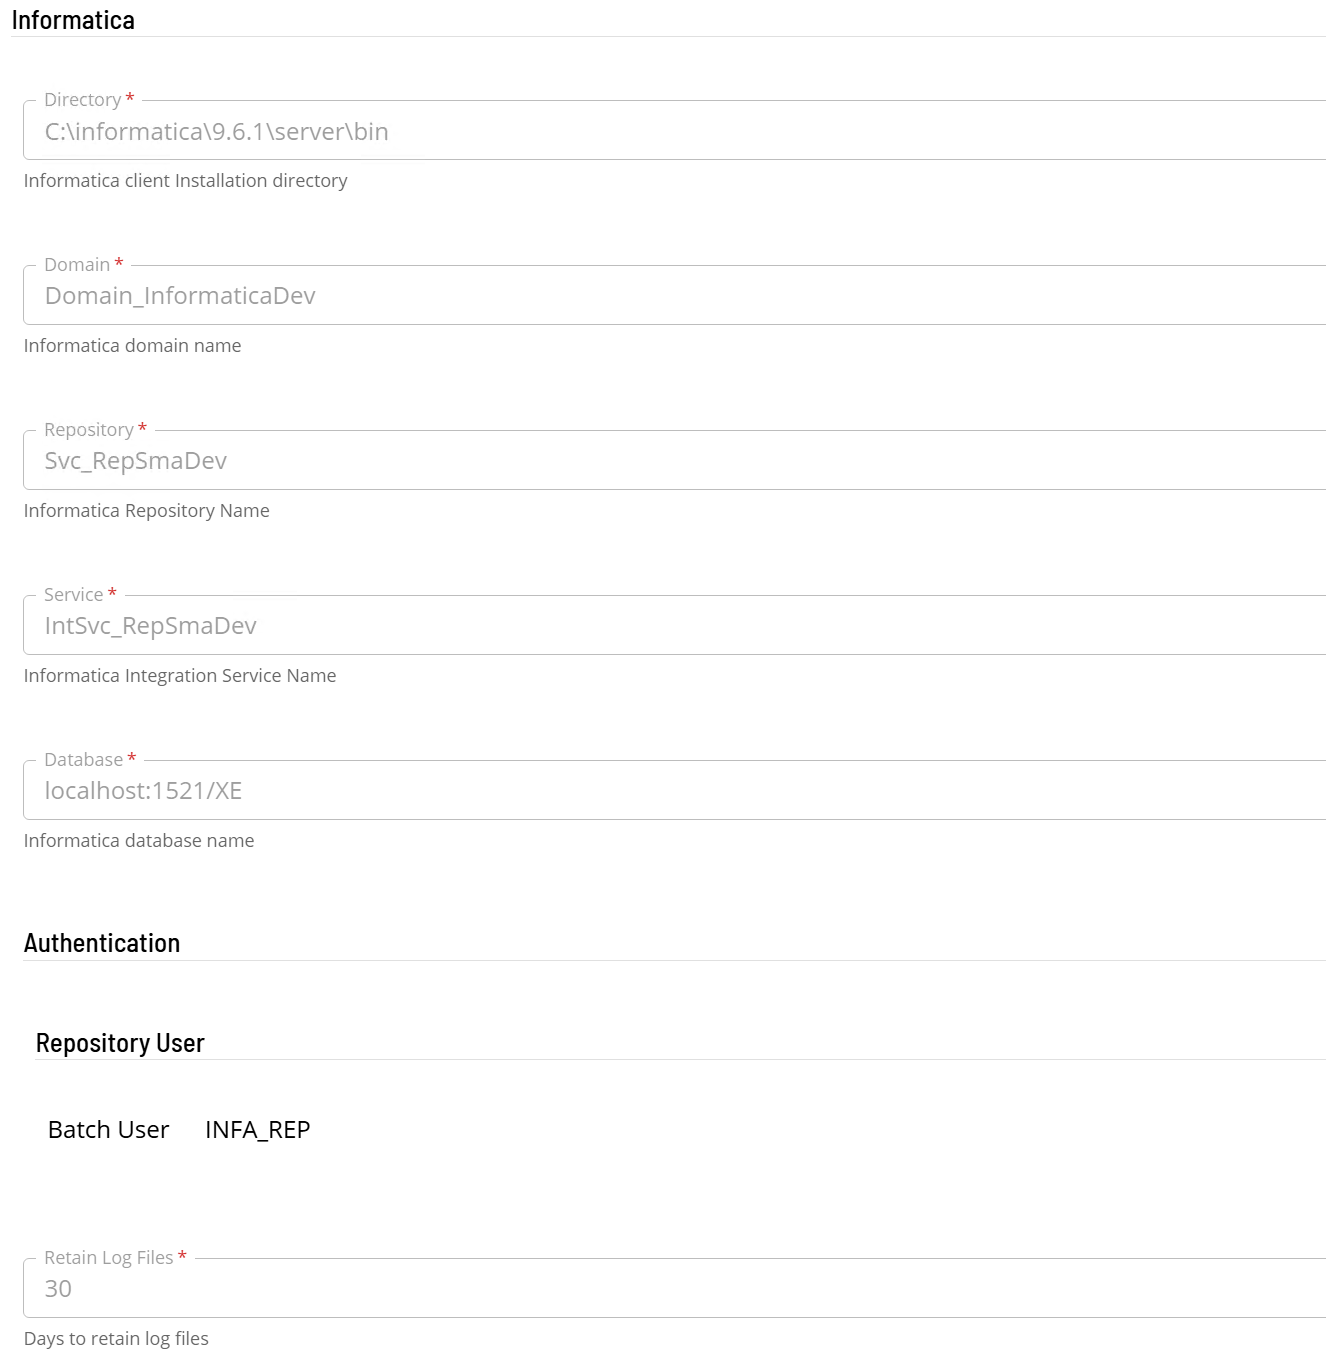 Informatica
Directory *
C:\informatica\9.6.1\server\bin
Informatica client Installation directory
Domain *
Domain_InformaticaDev
Informatica domain name
Repository *
Svc_RepSmaDev
Informatica Repository Name
Service *
IntSvc_RepSmaDev
Informatica Integration Service Name
Database *
localhost:1521/XE
Informatica database name
Authentication
Repository User
Batch User INFA_REP
Retain Log Files *
30
Days to retain log files